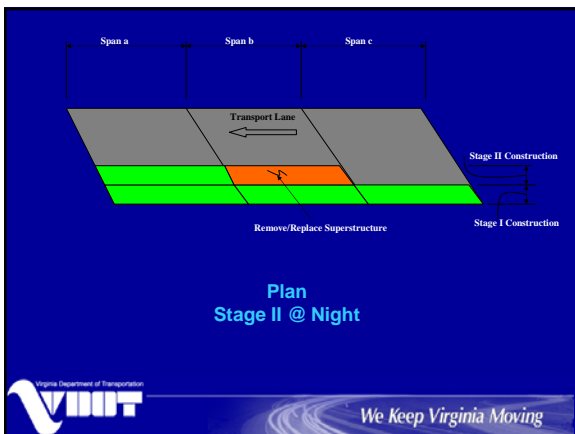 Span a Span b Span c
Transport Lane
Stage II Construction
Stage I Construction
Remove/Replace Superstructure
Plan
Stage II @ Night
Virginia Department of Transportation
VDOT
We Keep Virginia Moving